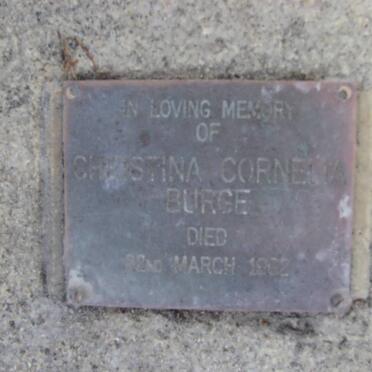 IN LOVING MEMORY
OF
CHRISTINA CORNELIA
BURGE
DIED
22ND MARCH